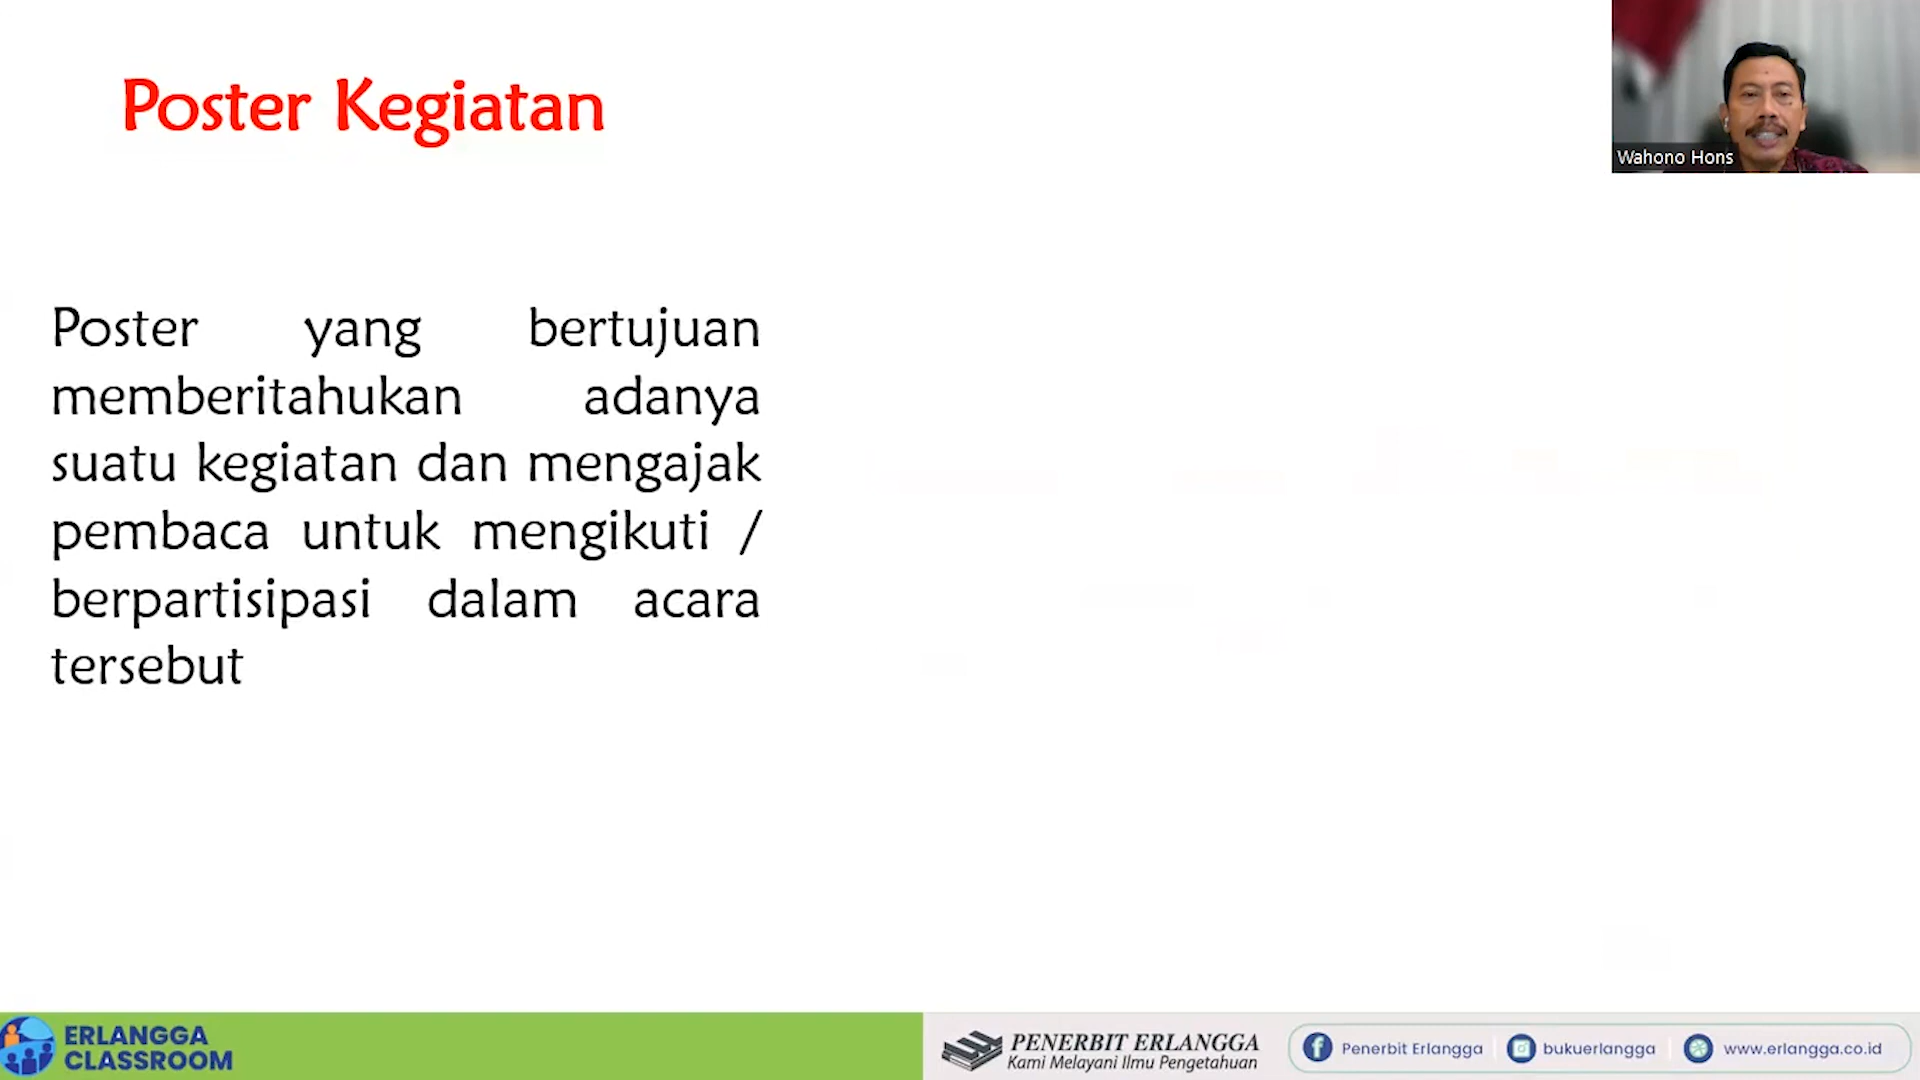 Poster Kegiatan
Wahono Hons
Poster yang bertujuan
memberitahukan adanya
suatu kegiatan dan mengajak
pembaca untuk mengikuti /
berpartisipasi dalam acara
tersebut
ERLANGGA
CLASSROOM
PENERBIT ERLANGGA
Kami Melayani Ilmu Pengetahuan
Penerbit Erlangga
bukuerlangga
www.erlangga.co.id